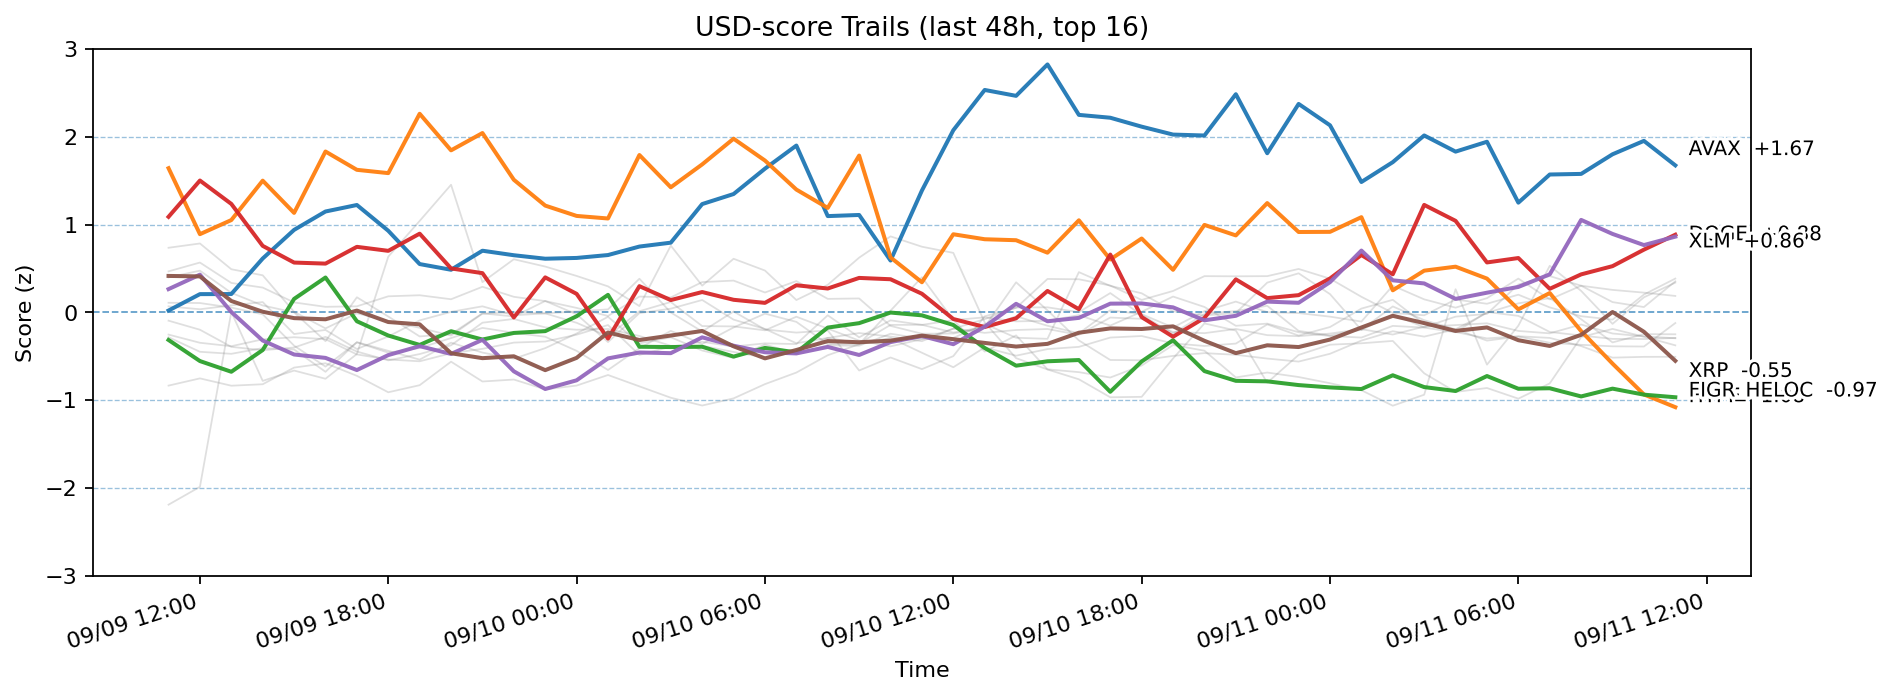 USD-score Trails (last 48h, top 16)
3
2
1
0
−1
−2
−3
Score (z)
AVAX +1.67
XLM +0.86
XRP -0.55
FIGR_HELOC -0.97
09/09 12:00
09/09 18:00
09/10 00:00
09/10 06:00
09/10 12:00
09/10 18:00
09/11 00:00
09/11 06:00
09/11 12:00
Time